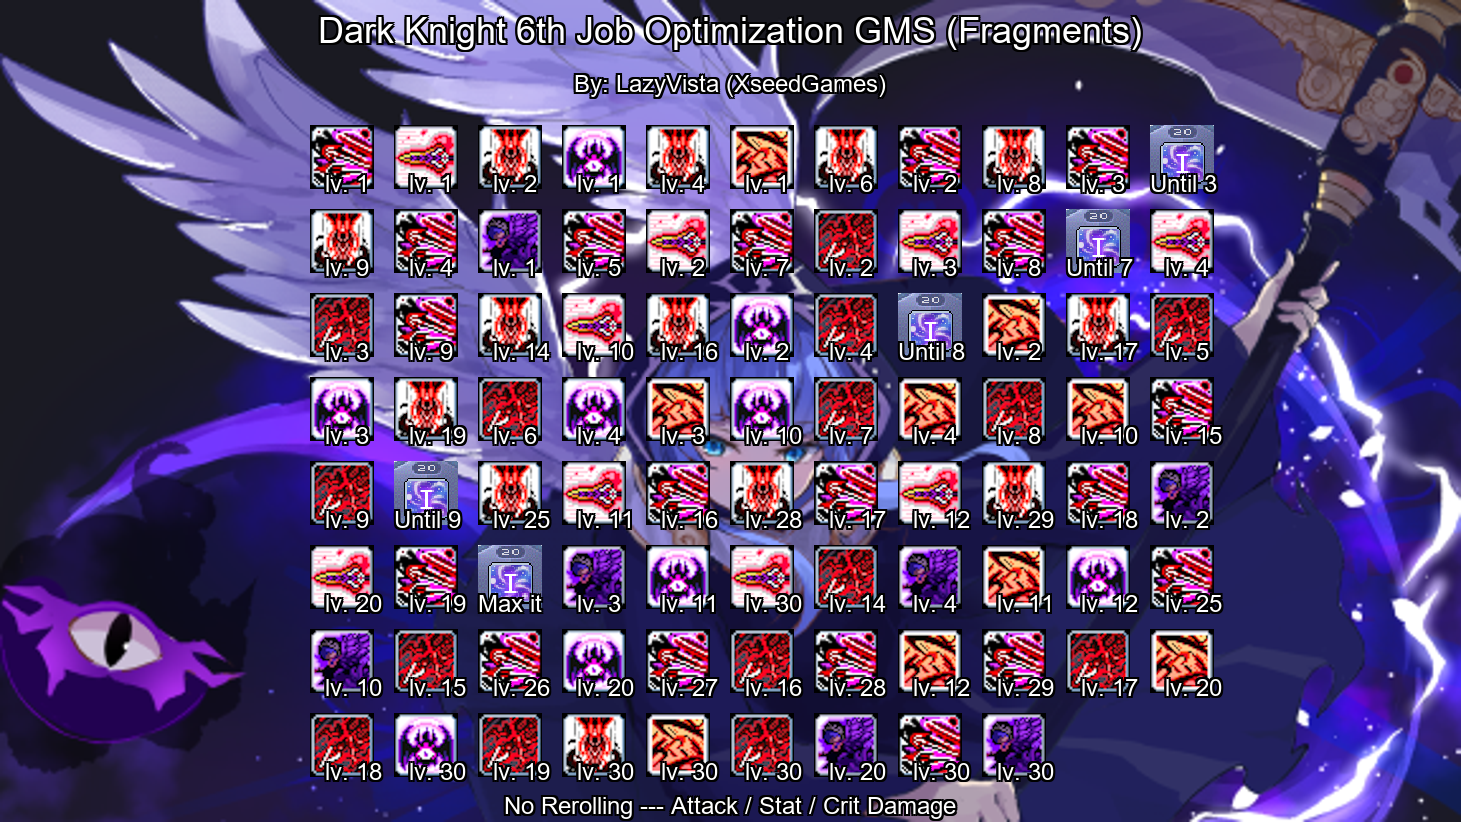 Dark Knight 6th Job Optimization GMS (Fragments)
By: LazyVista (XseedGames)
lv. 1 lv. 1 lv. 2 lv. 1 lv. 4 lv. 1 lv. 6 lv. 2 lv. 8 lv. 3 20 I Until 3
lv. 9 lv. 4 lv. 1 lv. 5 lv. 2 lv. 7 lv. 2 lv. 3 lv. 8 20 I Until 7 lv. 4
lv. 3 lv. 9 lv. 14 lv. 10 lv. 16 lv. 2 lv. 4 20 I Until 8 lv. 2 lv. 17 lv. 5
lv. 3 lv. 19 lv. 6 lv. 4 lv. 3 lv. 10 lv. 7 lv. 4 lv. 8 lv. 10 lv. 15
lv. 9 20 I Until 9 lv. 25 lv. 11 lv. 16 lv. 28 lv. 17 lv. 12 lv. 29 lv. 18 lv. 2
lv. 20 lv. 19 20 I Max it lv. 3 lv. 11 lv. 30 lv. 14 lv. 4 lv. 11 lv. 12 lv. 25
lv. 10 lv. 15 lv. 26 lv. 20 lv. 27 lv. 16 lv. 28 lv. 12 lv. 29 lv. 17 lv. 20
lv. 18 lv. 30 lv. 19 lv. 30 lv. 30 lv. 30 lv. 20 lv. 30 lv. 30
No Rerolling --- Attack / Stat / Crit Damage